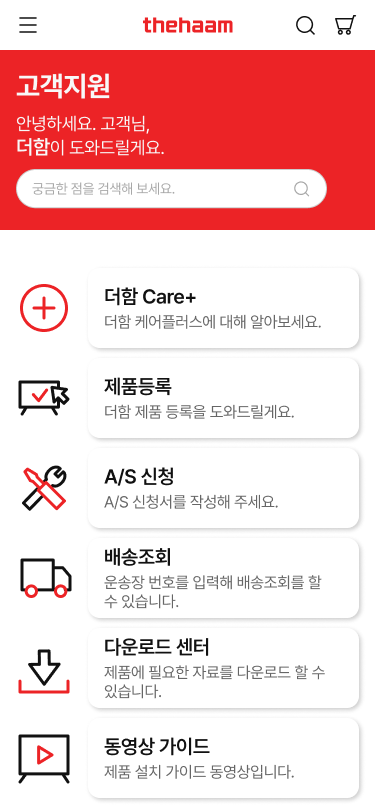 thehaam
고객지원
안녕하세요. 고객님,
더함이 도와드릴게요.
궁금한 점을 검색해 보세요.
더함 Care+
더함 케어플러스에 대해 알아보세요.
제품등록
더함 제품 등록을 도와드릴게요.
A/S 신청
A/S 신청서를 작성해 주세요.
배송조회
운송장 번호를 입력해 배송조회를 할
수 있습니다.
다운로드 센터
제품에 필요한 자료를 다운로드 할 수
있습니다.
동영상 가이드
제품 설치 가이드 동영상입니다.